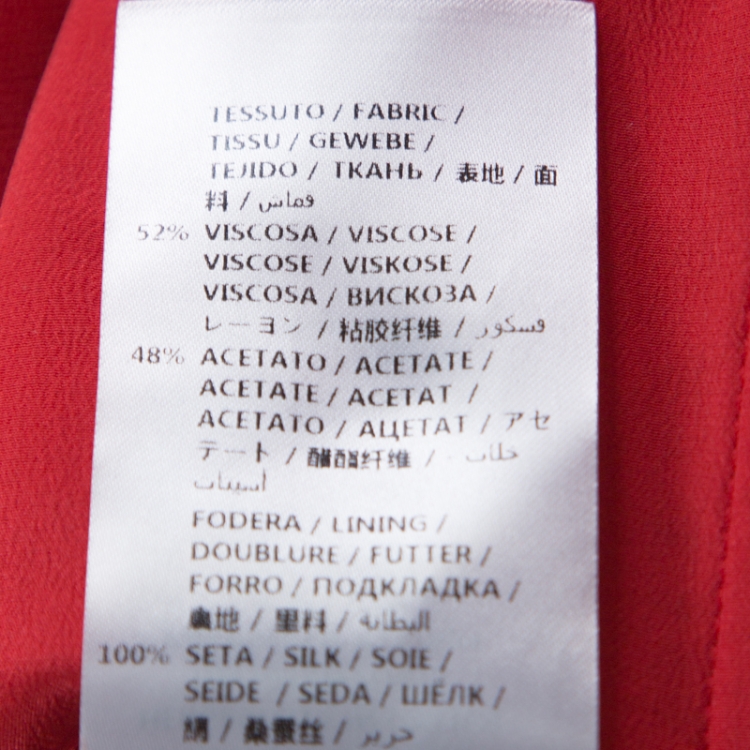 TESSUTO / FABRIC /
TISSU / GEWEBE /
TEJIDO / ТКАНЬ / 表地 / 面
料 / قماش
52% VISCOSA / VISCOSE /
VISCOSE / VISKOSE /
VISCOSA / ВИСКОЗА /
レーヨン / 粘胶纤维 / فسكوز
48% ACETATO / ACETATE /
ACETATE / ACETAT /
ACETATO / АЦЕТАТ / アセ
テート / 醋酯纤维 /
FODERA / LINING /
DOUBLURE / FUTTER /
FORRO / ПОДКЛАДКА /
裏地 / 里料 / البطانة
100% SETA / SILK / SOIE /
SEIDE / SEDA / ШЁЛК /
絹 / 桑蚕丝 / حرير